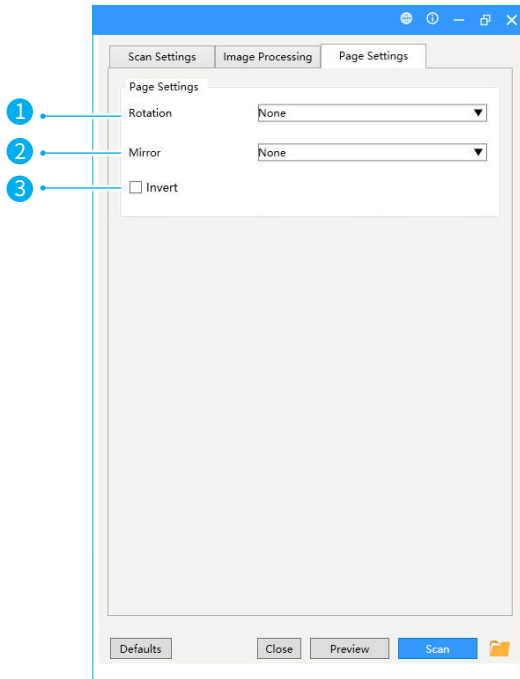 Scan Settings Image Processing Page Settings
Page Settings
1 Rotation None
2 Mirror None
3 Invert
Defaults Close Preview Scan